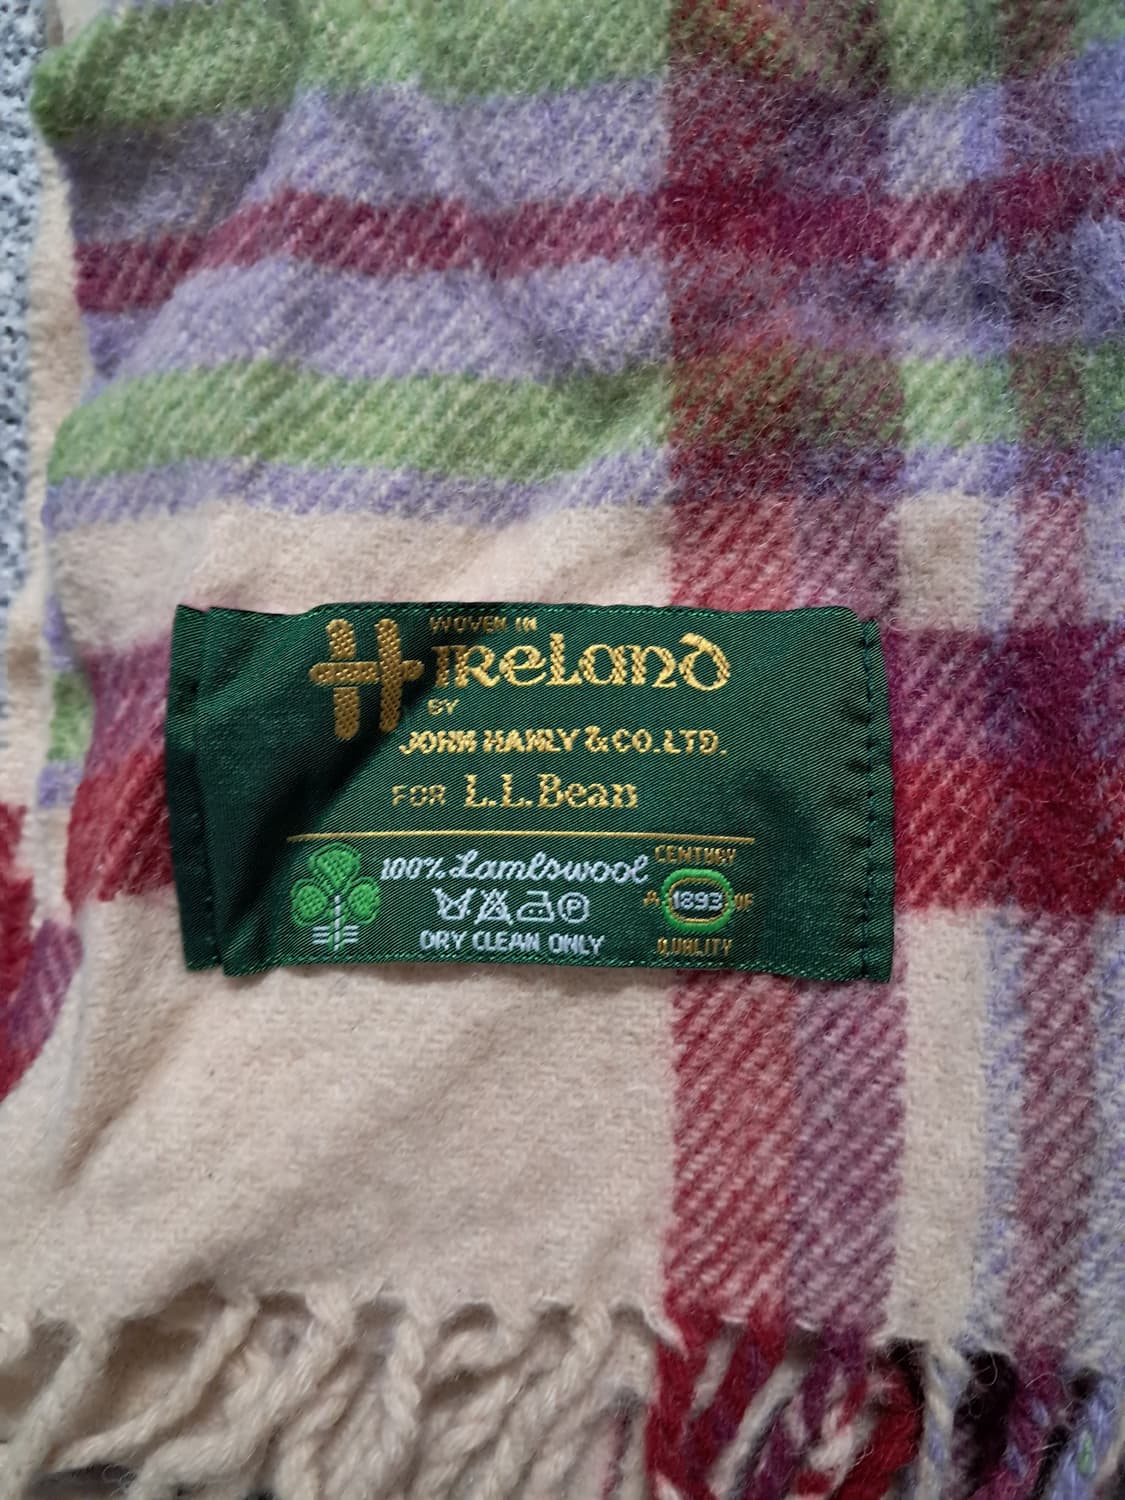 H
WOVEN IN
IReLanD
BY
JOHN HANLY & CO. LTD.
FOR L.L.Bean
100% Lambswool
P
DRY CLEAN ONLY
CENTURY
A 1893 OF
QUALITY